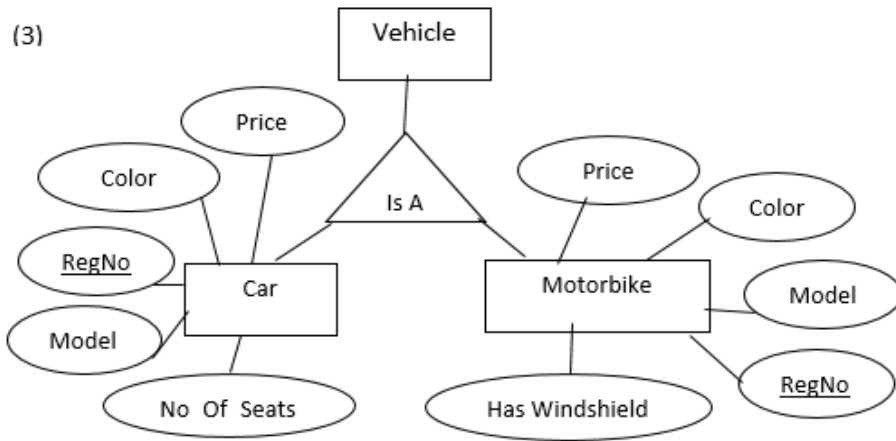 (3)
Vehicle
Price
Color
Is A
Price
Color
RegNo
Car
Motorbike
Model
Model
RegNo
No Of Seats
Has Windshield